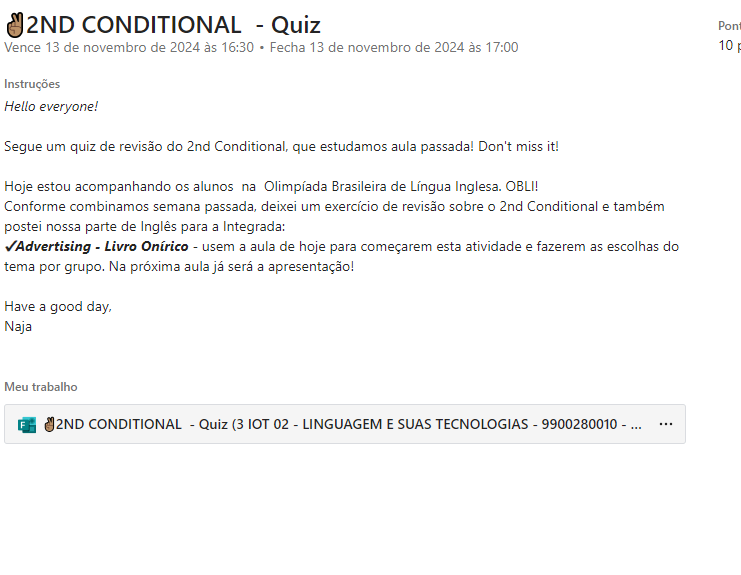 ✌🏽2ND CONDITIONAL - Quiz
Vence 13 de novembro de 2024 às 16:30 • Fecha 13 de novembro de 2024 às 17:00
Instruções
Hello everyone!
Segue um quiz de revisão do 2nd Conditional, que estudamos aula passada! Don't miss it!
Hoje estou acompanhando os alunos na Olimpíada Brasileira de Língua Inglesa. OBLI!
Conforme combinamos semana passada, deixei um exercício de revisão sobre o 2nd Conditional e também
postei nossa parte de Inglês para a Integrada:
✔Advertising - Livro Onírico - usem a aula de hoje para começarem esta atividade e fazerem as escolhas do
tema por grupo. Na próxima aula já será a apresentação!
Have a good day,
Naja
Meu trabalho
✌🏽2ND CONDITIONAL - Quiz (3 IOT 02 - LINGUAGEM E SUAS TECNOLOGIAS - 9900280010 - ...
Pont
10 p